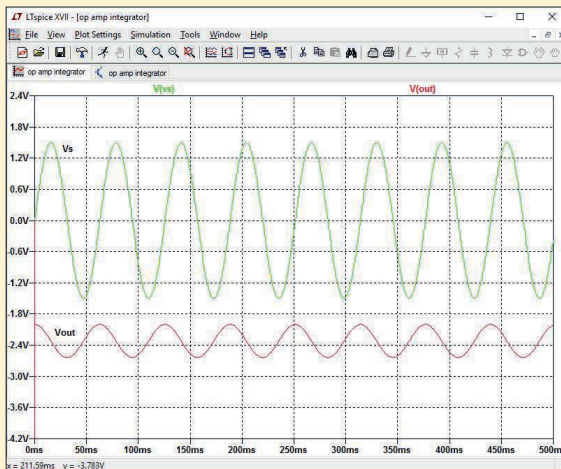 LTspice XVII - [op amp integrator]
File View Plot Settings Simulation Tools Window Help
op amp integrator op amp integrator
V(vs) V(out)
2.4V
1.8V
Vs
1.2V
0.6V
0.0V
-0.6V
-1.2V
-1.8V
Vout
-2.4V
-3.0V
-3.6V
-4.2V
0ms 50ms 100ms 150ms 200ms 250ms 300ms 350ms 400ms 450ms 500ms
x = 211.59ms y = -3.783V